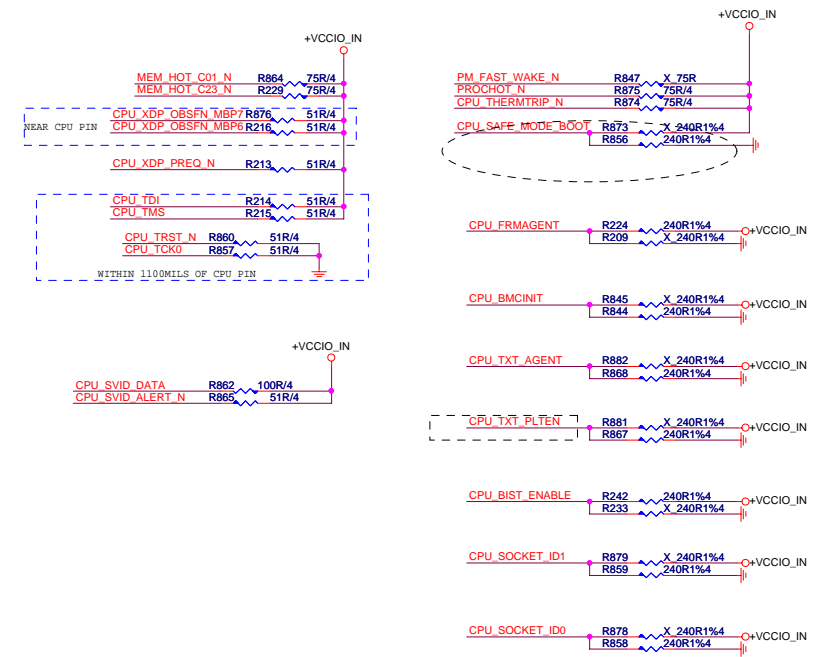 +VCCIO_IN
MEM_HOT_C01_N R864 75R/4
MEM_HOT_C23_N R229 75R/4
CPU_XDP_OBSFN_MBP7 R876 51R/4
NEAR CPU PIN CPU_XDP_OBSFN_MBP6 R216 51R/4
CPU_XDP_PREQ_N R213 51R/4
CPU_TDI R214 51R/4
CPU_TMS R215 51R/4
CPU_TRST_N R860 51R/4
CPU_TCK0 R857 51R/4
WITHIN 1100MILS OF CPU PIN
+VCCIO_IN
CPU_SVID_DATA R862 100R/4
CPU_SVID_ALERT_N R865 51R/4
+VCCIO_IN
PM_FAST_WAKE_N R847 X_75R
PROCHOT_N R875 75R/4
CPU_THERMTRIP_N R874 75R/4
CPU_SAFE_MODE_BOOT R873 X_240R1%4
R856 240R1%4
CPU_FRMAGENT R224 240R1%4 +VCCIO_IN
R209 X_240R1%4
CPU_BMCINIT R845 X_240R1%4 +VCCIO_IN
R844 240R1%4
CPU_TXT_AGENT R882 X_240R1%4 +VCCIO_IN
R868 240R1%4
CPU_TXT_PLTEN R881 X_240R1%4 +VCCIO_IN
R867 240R1%4
CPU_BIST_ENABLE R242 240R1%4 +VCCIO_IN
R233 X_240R1%4
CPU_SOCKET_ID1 R879 X_240R1%4 +VCCIO_IN
R859 240R1%4
CPU_SOCKET_ID0 R878 X_240R1%4 +VCCIO_IN
R858 240R1%4